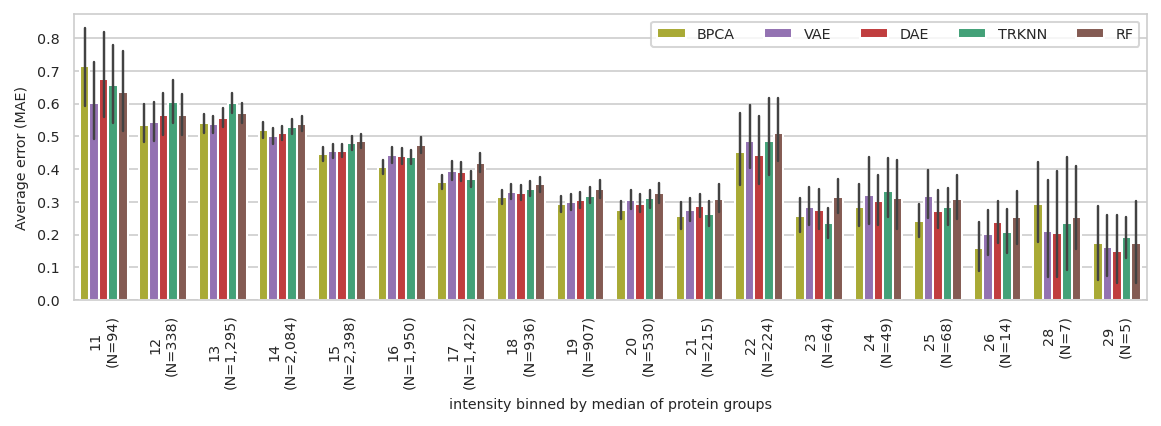 BPCA VAE DAE TRKNN RF
Average error (MAE)
0.8
0.7
0.6
0.5
0.4
0.3
0.2
0.1
0.0
11
(N=94)
12
(N=338)
13
(N=1,295)
14
(N=2,084)
15
(N=2,398)
16
(N=1,950)
17
(N=1,422)
18
(N=936)
19
(N=907)
20
(N=530)
21
(N=215)
22
(N=224)
23
(N=64)
24
(N=49)
25
(N=68)
26
(N=14)
28
(N=7)
29
(N=5)
intensity binned by median of protein groups